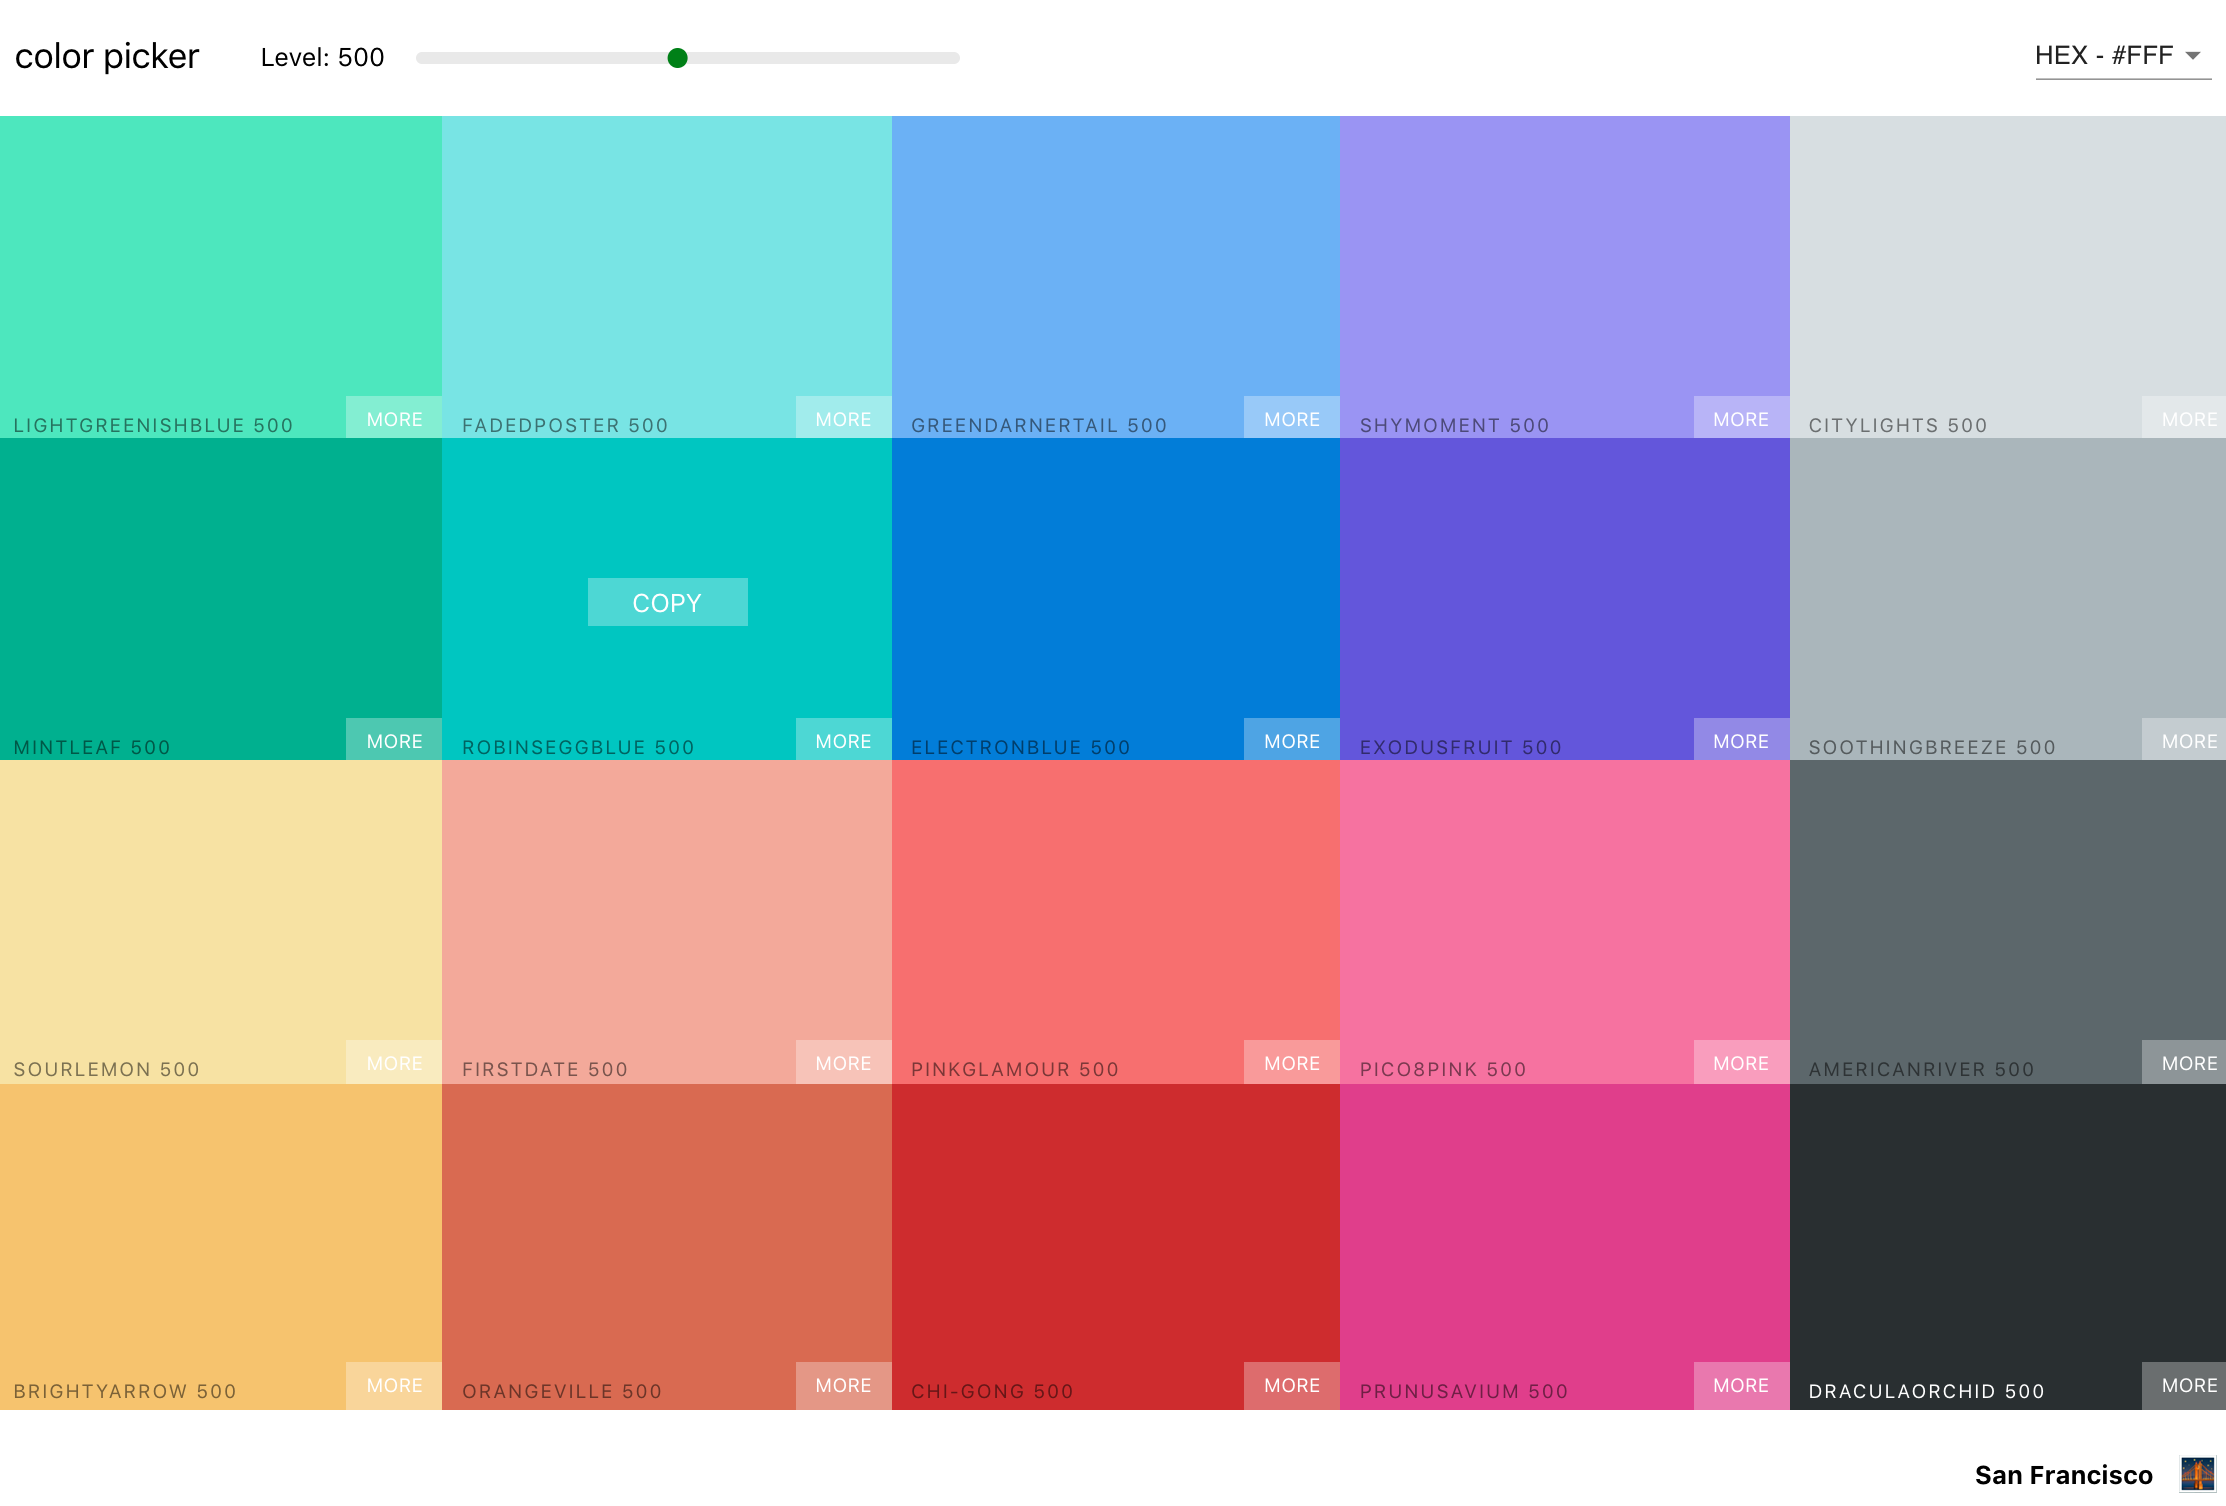 color picker
Level: 500
HEX - #FFF
LIGHTGREENISHBLUE 500 MORE
FADEDPOSTER 500 MORE
GREENDARNERTAIL 500 MORE
SHYMOMENT 500 MORE
CITYLIGHTS 500 MORE
COPY
MINTLEAF 500 MORE
ROBINSEGGBLUE 500 MORE
ELECTRONBLUE 500 MORE
EXODUSFRUIT 500 MORE
SOOTHINGBREEZE 500 MORE
SOURLEMON 500 MORE
FIRSTDATE 500 MORE
PINKGLAMOUR 500 MORE
PICO8PINK 500 MORE
AMERICANRIVER 500 MORE
BRIGHTYARROW 500 MORE
ORANGEVILLE 500 MORE
CHI-GONG 500 MORE
PRUNUSAVIUM 500 MORE
DRACULAORCHID 500 MORE
San Francisco